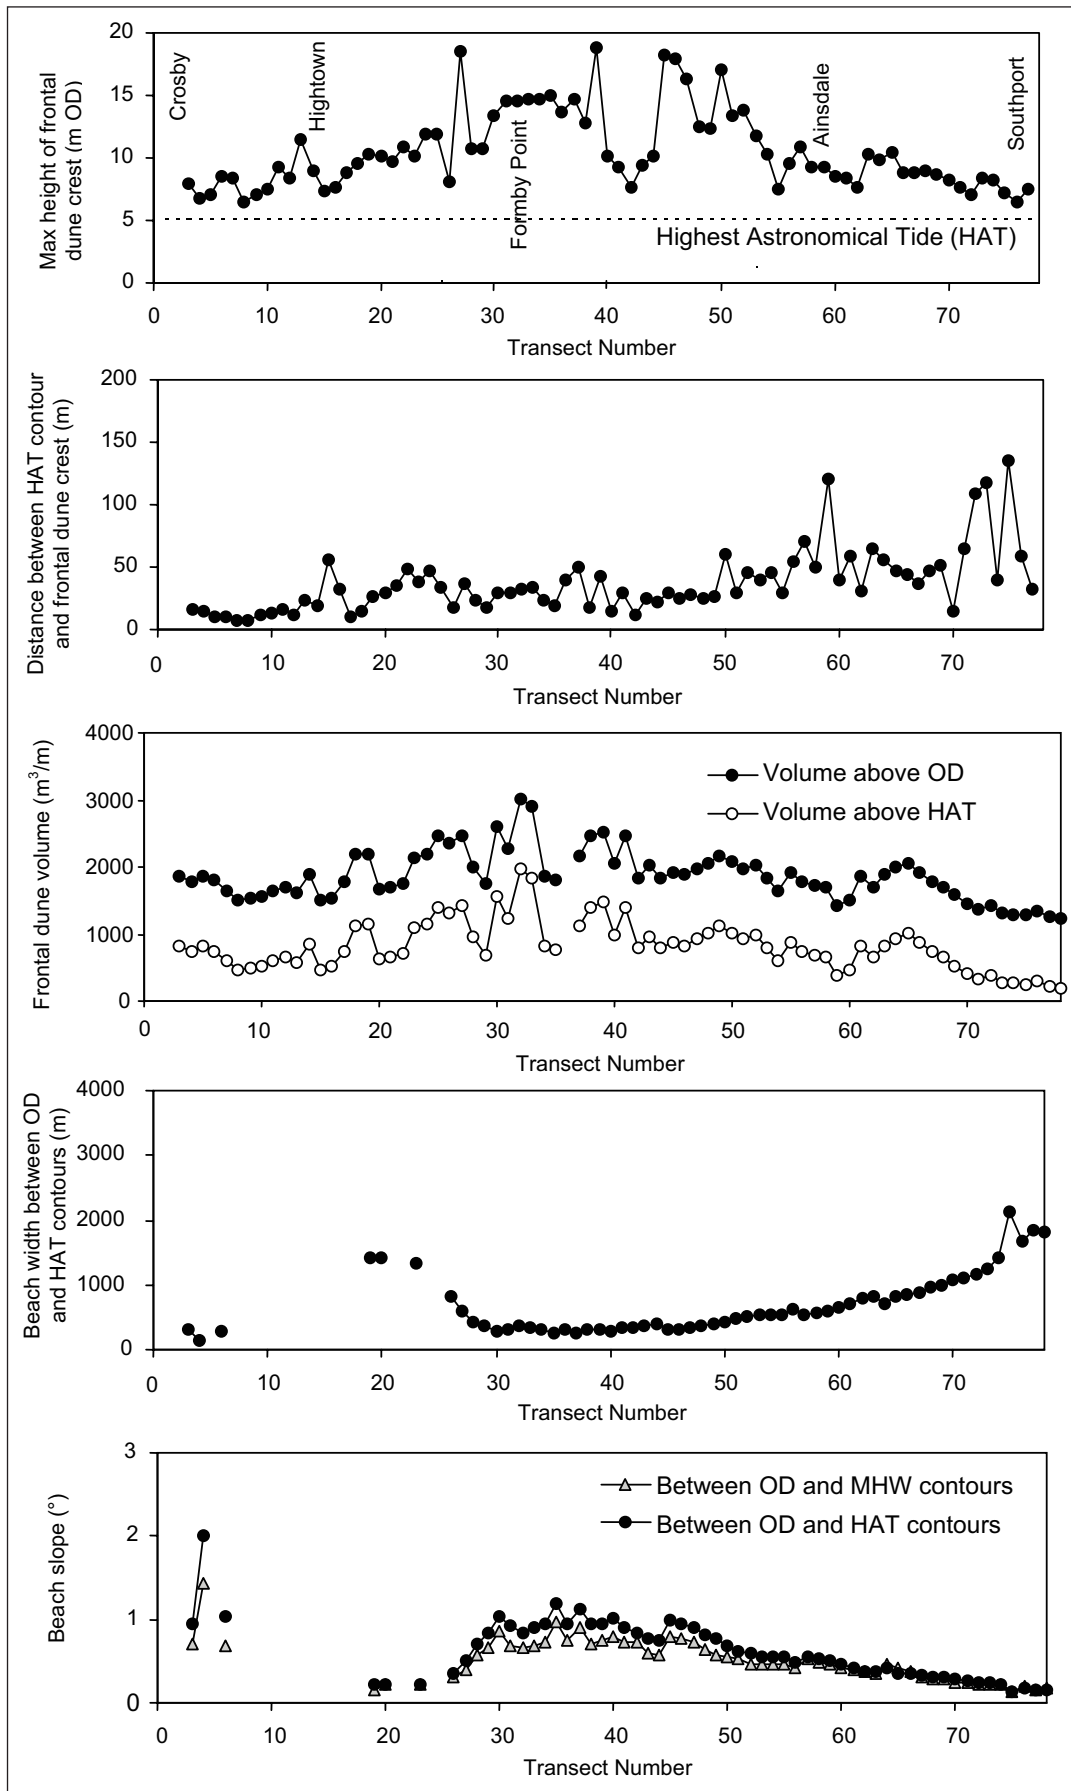 Max height of frontal
dune crest (m OD)
20
15
10
5
0
Crosby
Hightown
Formby Point
Ainsdale
Southport
Highest Astronomical Tide (HAT)
0 10 20 30 40 50 60 70
Transect Number
Distance between HAT contour
and frontal dune crest (m)
200
150
100
50
0
0 10 20 30 40 50 60 70
Transect Number
Frontal dune volume (m³/m)
4000
3000
2000
1000
0
Volume above OD
Volume above HAT
0 10 20 30 40 50 60 70
Transect Number
Beach width between OD
and HAT contours (m)
4000
3000
2000
1000
0
0 10 20 30 40 50 60 70
Transect Number
Beach slope (°)
3
2
1
0
Between OD and MHW contours
Between OD and HAT contours
0 10 20 30 40 50 60 70
Transect Number